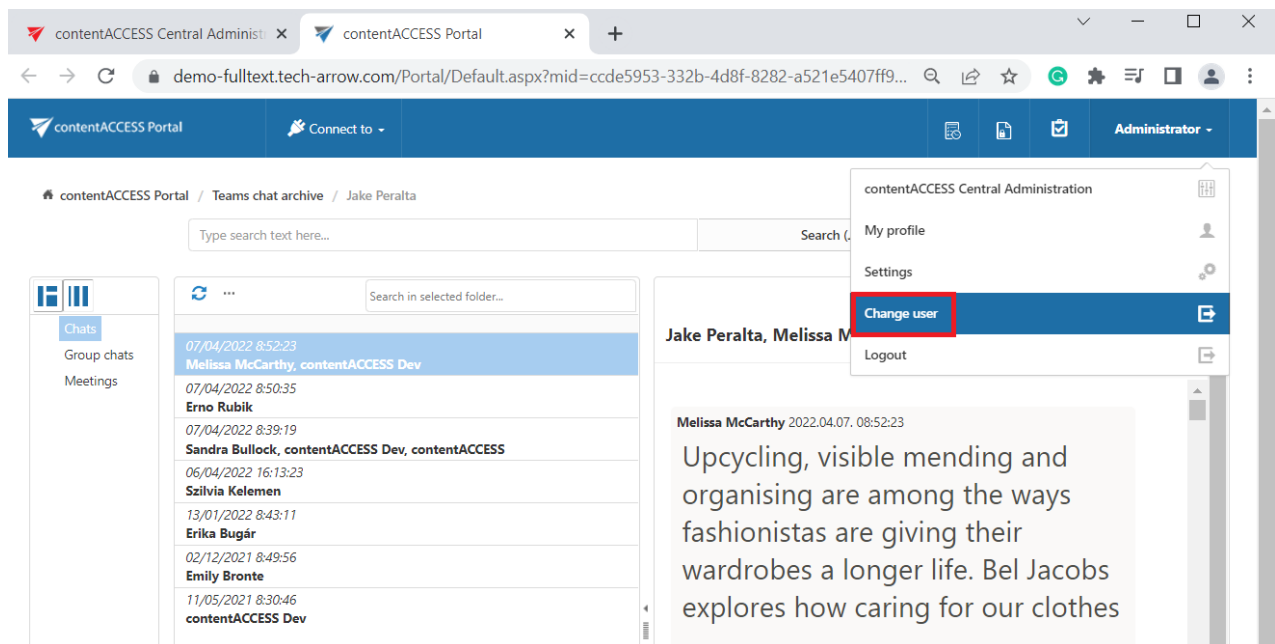 contentACCESS Central Administ
contentACCESS Portal
demo-fulltext.tech-arrow.com/Portal/Default.aspx?mid=ccde5953-332b-4d8f-8282-a521e5407ff9...
contentACCESS Portal
Connect to
Administrator
contentACCESS Portal / Teams chat archive / Jake Peralta
Type search text here...
Search (.
contentACCESS Central Administration
My profile
Settings
Change user
Logout
Chats
Group chats
Meetings
Search in selected folder...
07/04/2022 8:52:23
Melissa McCarthy, contentACCESS Dev
07/04/2022 8:50:35
Erno Rubik
07/04/2022 8:39:19
Sandra Bullock, contentACCESS Dev, contentACCESS
06/04/2022 16:13:23
Szilvia Kelemen
13/01/2022 8:43:11
Erika Bugár
02/12/2021 8:49:56
Emily Bronte
11/05/2021 8:30:46
contentACCESS Dev
Jake Peralta, Melissa M
Melissa McCarthy 2022.04.07. 08:52:23
Upcycling, visible mending and
organising are among the ways
fashionistas are giving their
wardrobes a longer life. Bel Jacobs
explores how caring for our clothes